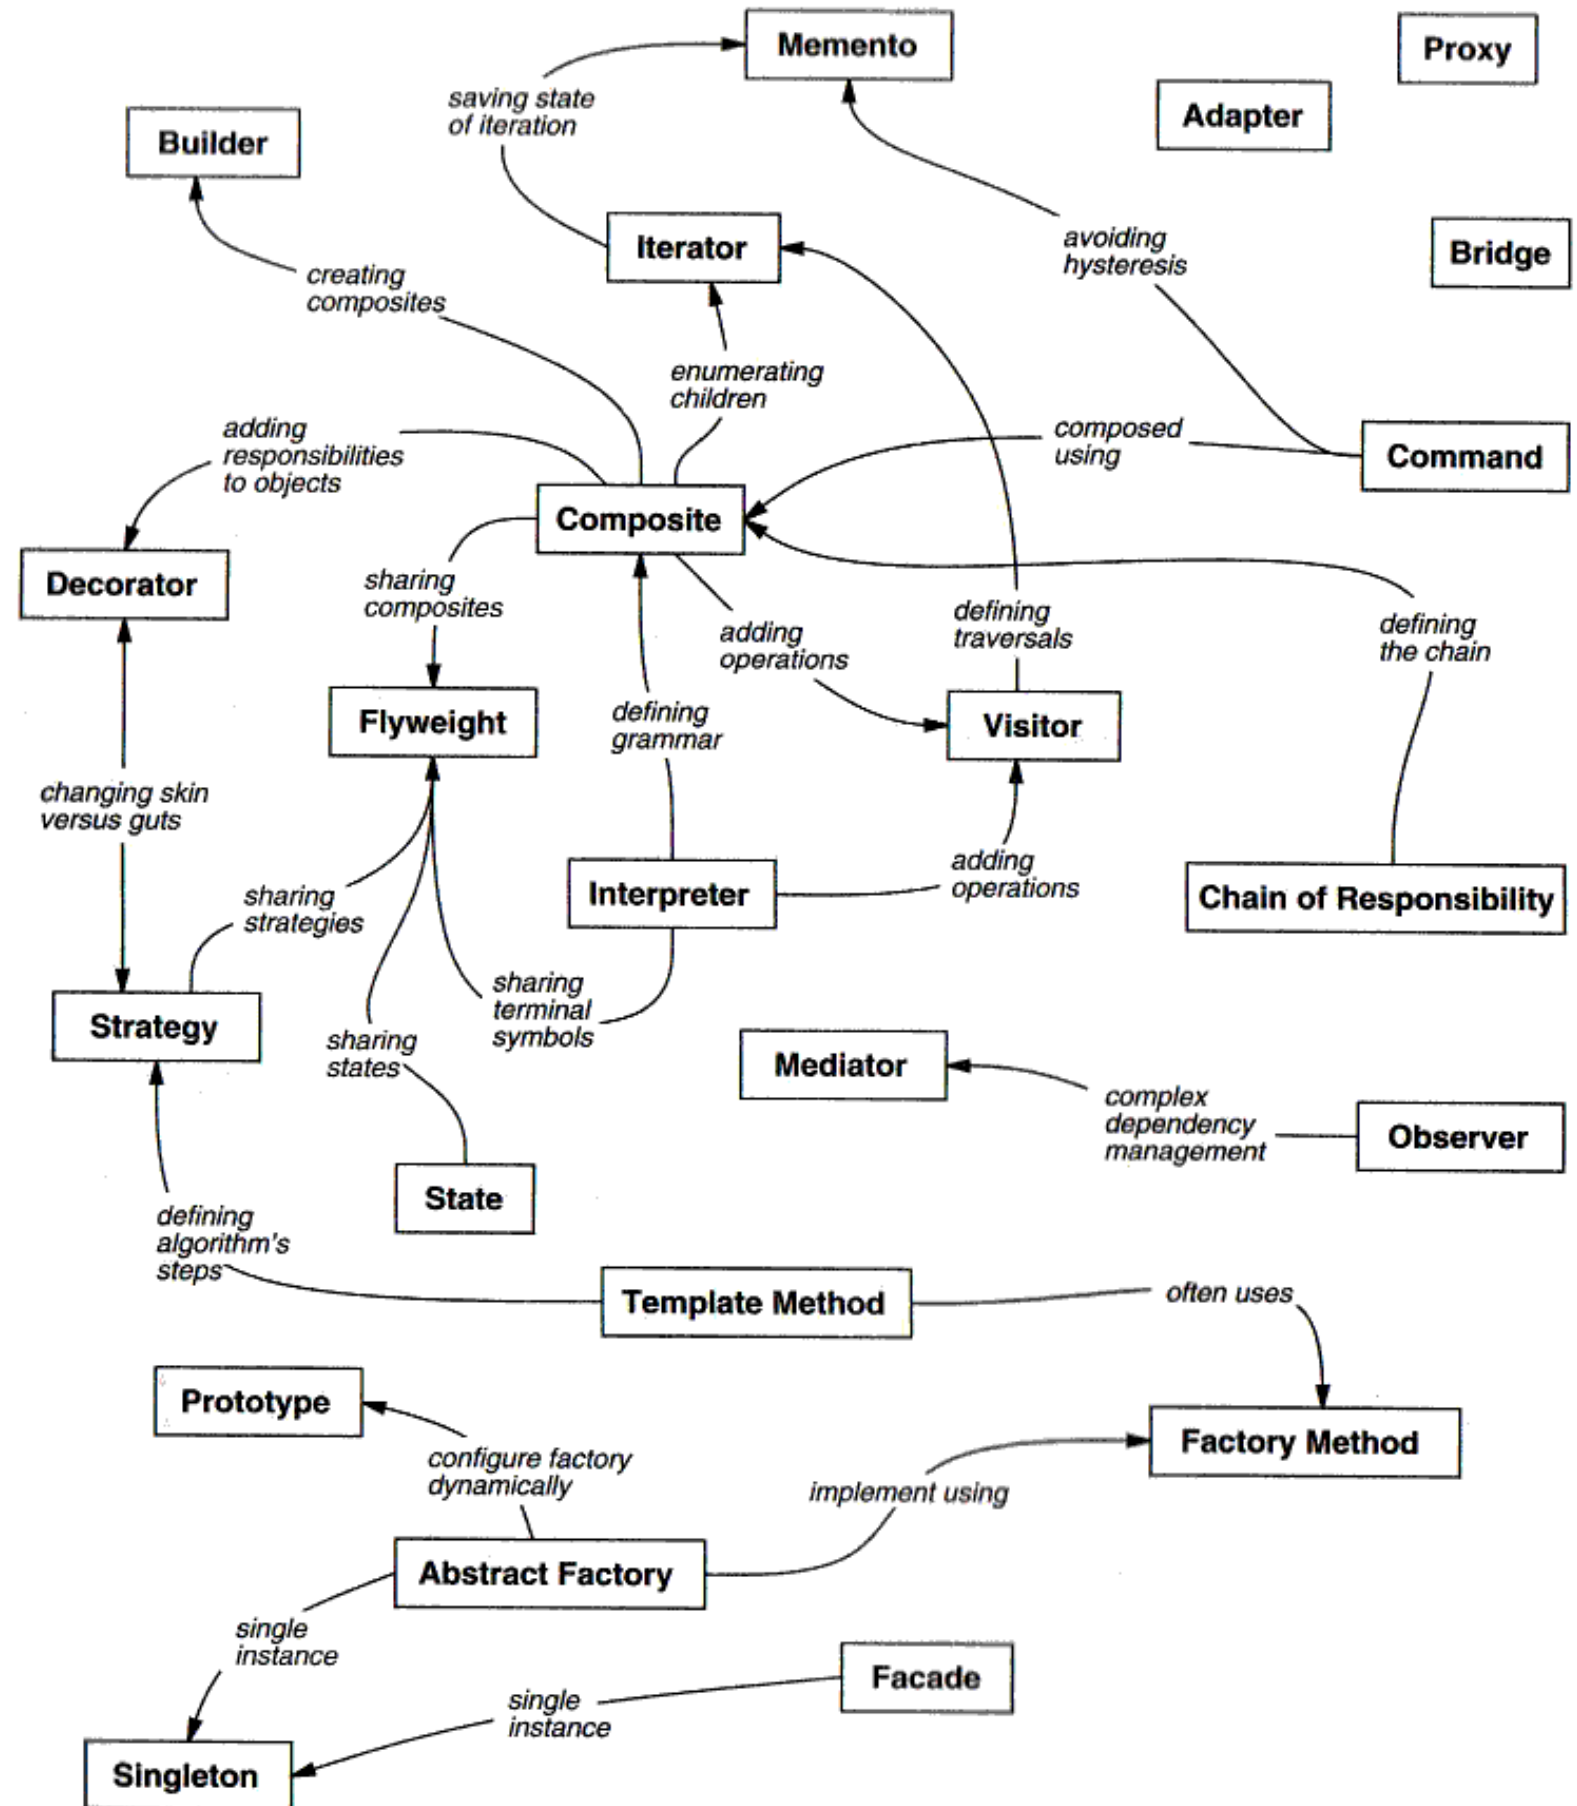 Memento
Proxy
saving state
of iteration
Adapter
Builder
Iterator
avoiding
hysteresis
Bridge
creating
composites
enumerating
children
adding
responsibilities
to objects
composed
using
Command
Composite
Decorator
sharing
composites
adding
operations
defining
traversals
defining
the chain
Flyweight
defining
grammar
Visitor
changing skin
versus guts
sharing
strategies
Interpreter
adding
operations
Chain of Responsibility
sharing
terminal
symbols
Strategy
sharing
states
Mediator
complex
dependency
management
Observer
State
defining
algorithm's
steps
Template Method
often uses
Prototype
Factory Method
configure factory
dynamically
implement using
Abstract Factory
single
instance
Facade
single
instance
Singleton